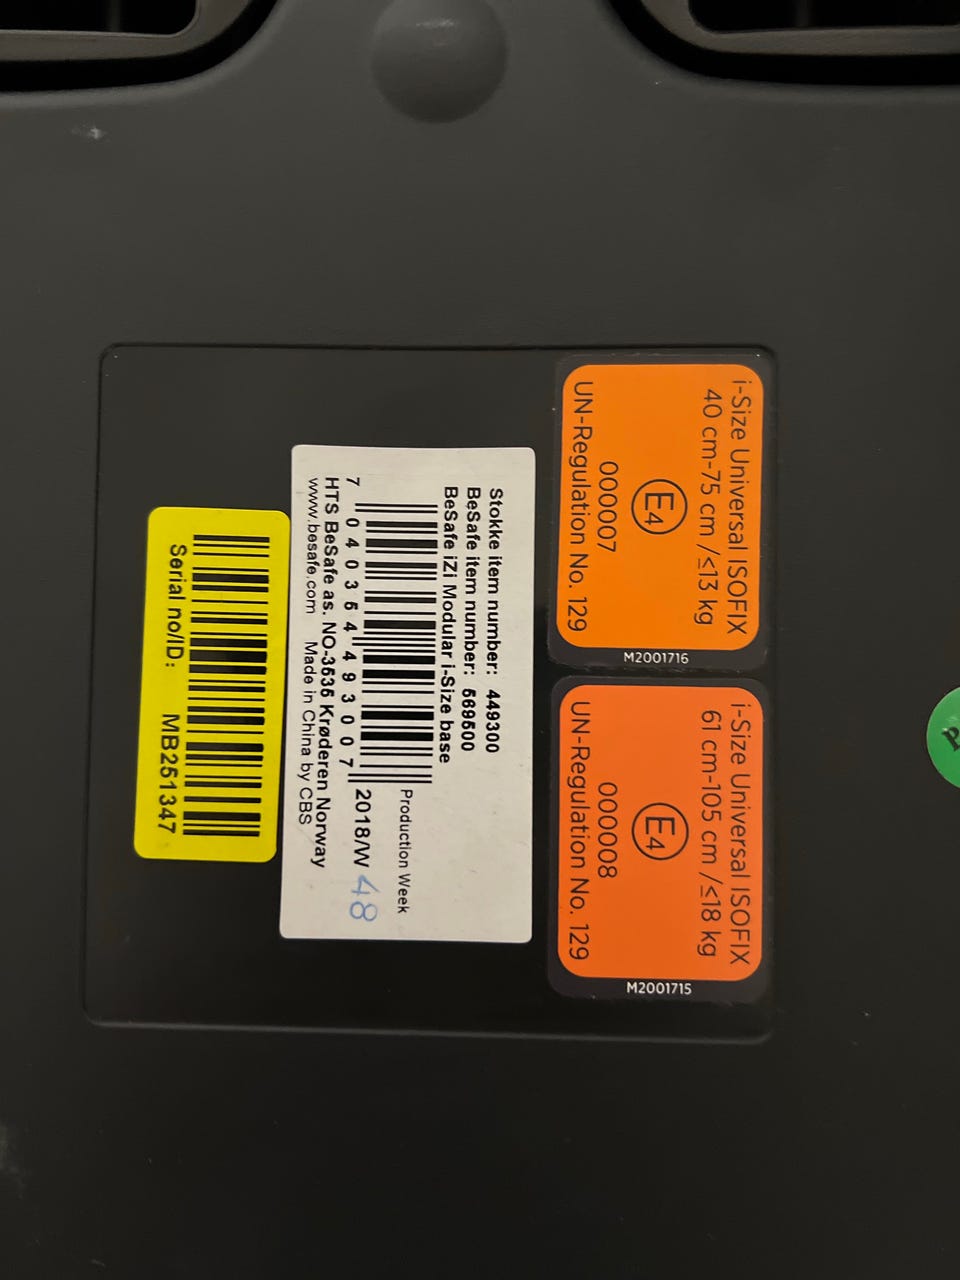 i-Size Universal ISOFIX
40 cm-75 cm /≤13 kg
E4
000007
UN-Regulation No. 129
M2001716
i-Size Universal ISOFIX
61 cm-105 cm /≤18 kg
E4
000008
UN-Regulation No. 129
M2001715
Stokke item number: 449300
BeSafe item number: 569500
BeSafe iZi Modular i-Size base
Production Week
2018/W 48
7 040354 493007
HTS BeSafe as. NO-3535 Krøderen Norway
www.besafe.com Made in China by CBS
Serial no/ID: MB251347